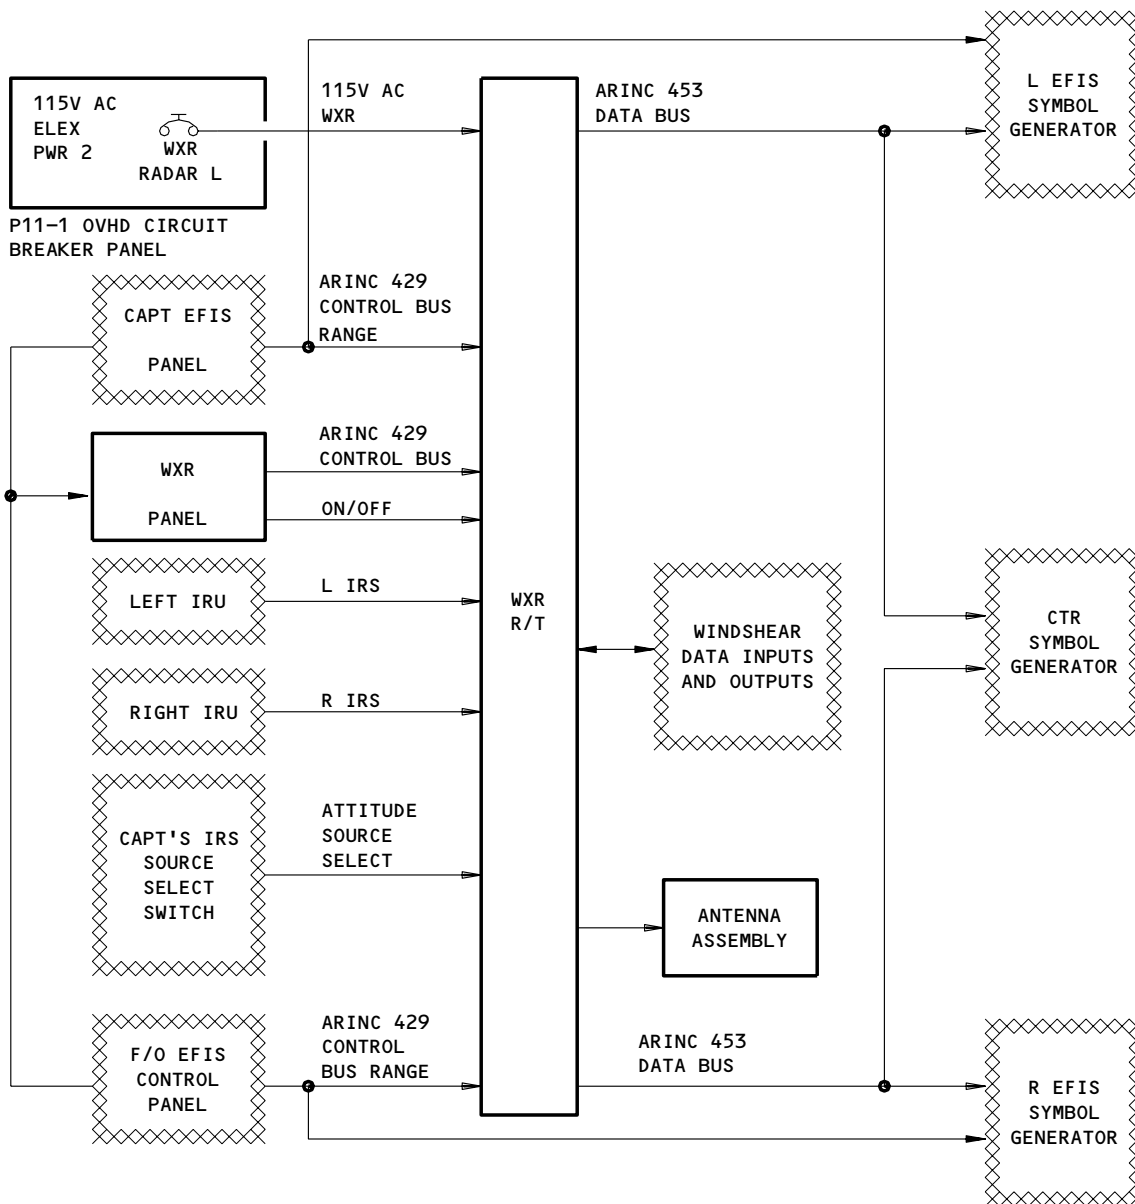 115V AC
ELEX
PWR 2
WXR
RADAR L
P11-1 OVHD CIRCUIT
BREAKER PANEL
115V AC
WXR
ARINC 453
DATA BUS
L EFIS
SYMBOL
GENERATOR
CAPT EFIS
PANEL
ARINC 429
CONTROL BUS
RANGE
WXR
PANEL
ARINC 429
CONTROL BUS
ON/OFF
LEFT IRU
L IRS
RIGHT IRU
R IRS
CAPT'S IRS
SOURCE
SELECT
SWITCH
ATTITUDE
SOURCE
SELECT
F/O EFIS
CONTROL
PANEL
ARINC 429
CONTROL
BUS RANGE
WXR
R/T
WINDSHEAR
DATA INPUTS
AND OUTPUTS
CTR
SYMBOL
GENERATOR
ANTENNA
ASSEMBLY
ARINC 453
DATA BUS
R EFIS
SYMBOL
GENERATOR